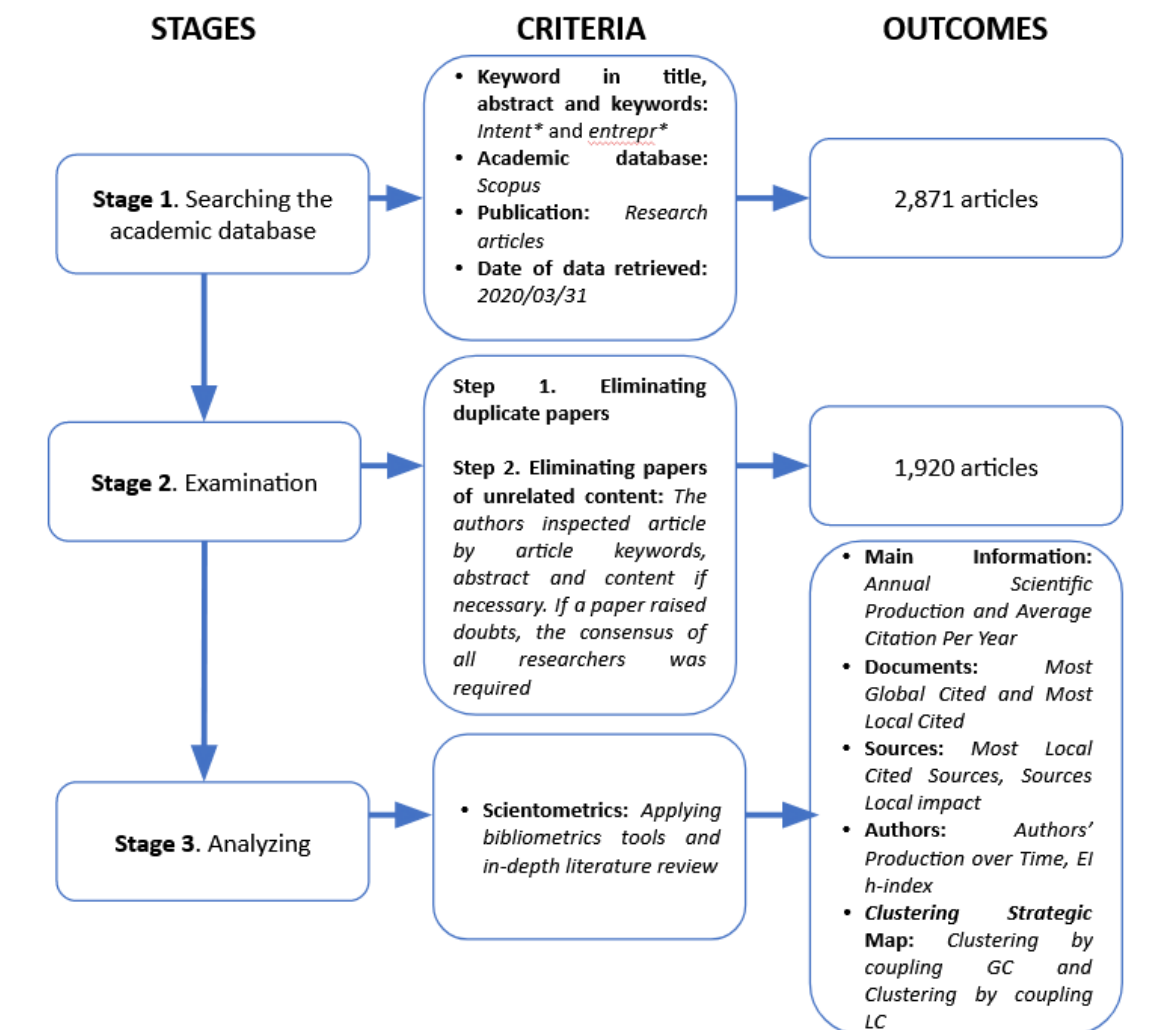 STAGES
CRITERIA
OUTCOMES
Stage 1. Searching the
academic database
• Keyword in title,
abstract and keywords:
Intent* and entrepr*
• Academic database:
Scopus
• Publication: Research
articles
• Date of data retrieved:
2020/03/31
2,871 articles
Stage 2. Examination
Step 1. Eliminating
duplicate papers
Step 2. Eliminating papers
of unrelated content: The
authors inspected article
by article keywords,
abstract and content if
necessary. If a paper raised
doubts, the consensus of
all researchers was
required
1,920 articles
Stage 3. Analyzing
• Scientometrics: Applying
bibliometrics tools and
in-depth literature review
• Main Information:
Annual Scientific
Production and Average
Citation Per Year
• Documents: Most
Global Cited and Most
Local Cited
• Sources: Most Local
Cited Sources, Sources
Local impact
• Authors: Authors’
Production over Time, EI
h-index
• Clustering Strategic
Map: Clustering by
coupling GC and
Clustering by coupling
LC